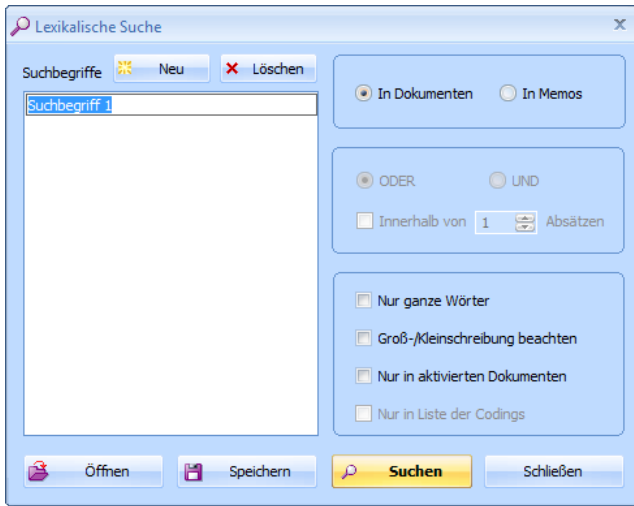 Lexikalische Suche
Suchbegriffe Neu Löschen
Suchbegriff 1
In Dokumenten In Memos
ODER UND
Innerhalb von 1 Absätzen
Nur ganze Wörter
Groß-/Kleinschreibung beachten
Nur in aktivierten Dokumenten
Nur in Liste der Codings
Öffnen Speichern Suchen Schließen